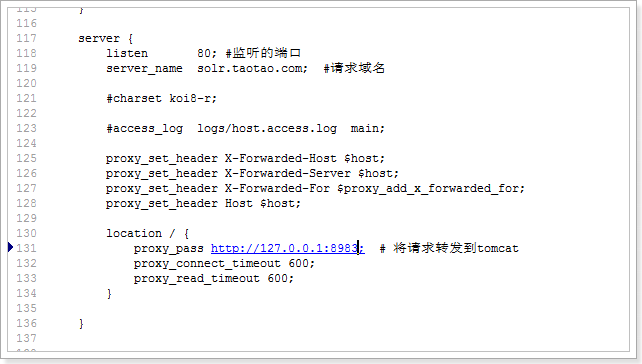 115        }
116
117        server {
118            listen       80; #监听的端口
119            server_name  solr.taotao.com;  #请求域名
120
121            #charset koi8-r;
122
123            #access_log  logs/host.access.log  main;
124
125            proxy_set_header X-Forwarded-Host $host;
126            proxy_set_header X-Forwarded-Server $host;
127            proxy_set_header X-Forwarded-For $proxy_add_x_forwarded_for;
128            proxy_set_header Host $host;
129
130            location / {
131                proxy_pass http://127.0.0.1:8983;  # 将请求转发到tomcat
132                proxy_connect_timeout 600;
133                proxy_read_timeout 600;
134            }
135
136        }
137